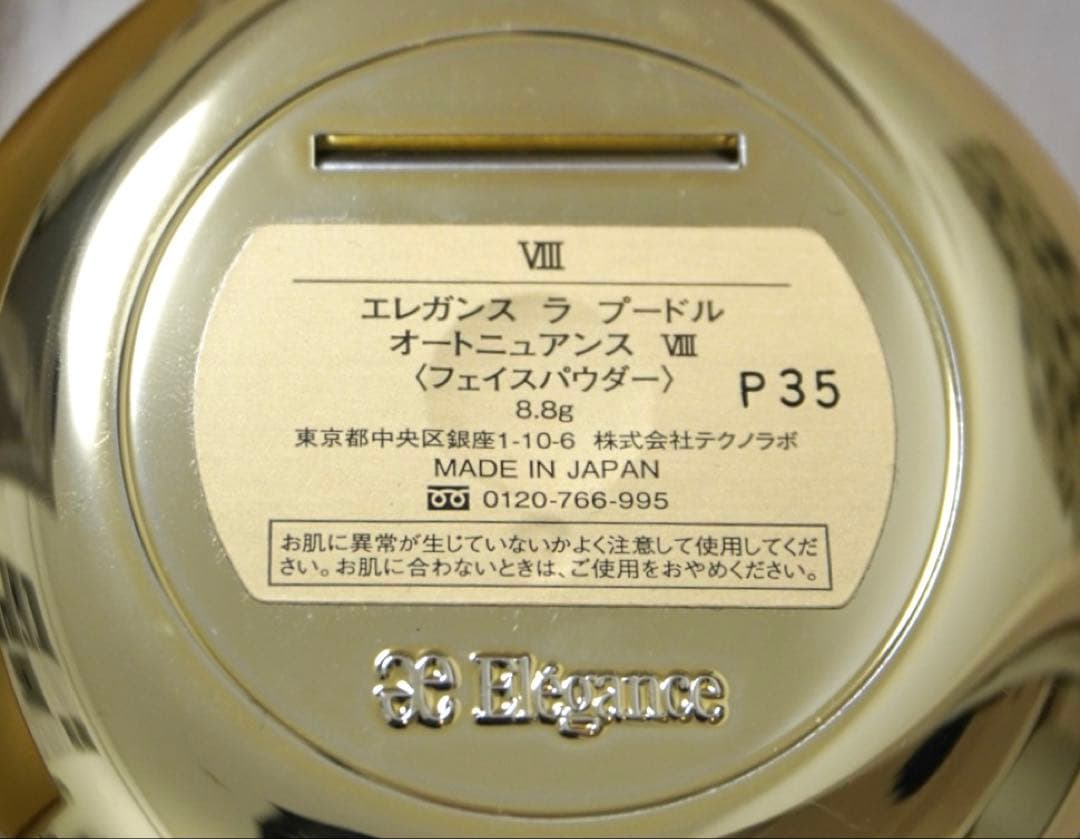 Ⅷ
エレガンス ラ プードル
オートニュアンス Ⅷ
〈フェイスパウダー〉
P35
8.8g
東京都中央区銀座1-10-6 株式会社テクノラボ
MADE IN JAPAN
0120-766-995
お肌に異常が生じていないかよく注意して使用してくだ
さい。お肌に合わないときは、ご使用をおやめください。
Elégance